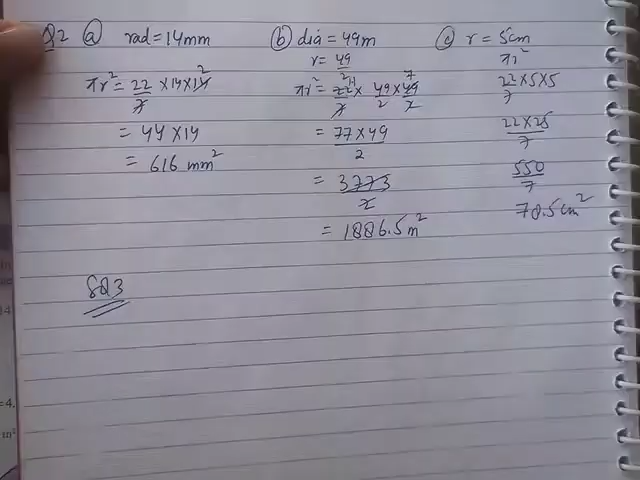 Q2 (a) rad = 14mm
πr² = 22/7 × 14 × 14 2
= 44 × 14
= 616 mm²
(b) dia = 49m
r = 49/2
πr² = 22/7 × 49/2 × 49/2 7
= 77 × 49/2
= 3773/2
= 1886.5 m²
(c) r = 5cm
πr²
22 × 5 × 5/7
22 × 25/7
550/7
78.5 cm²
Q3